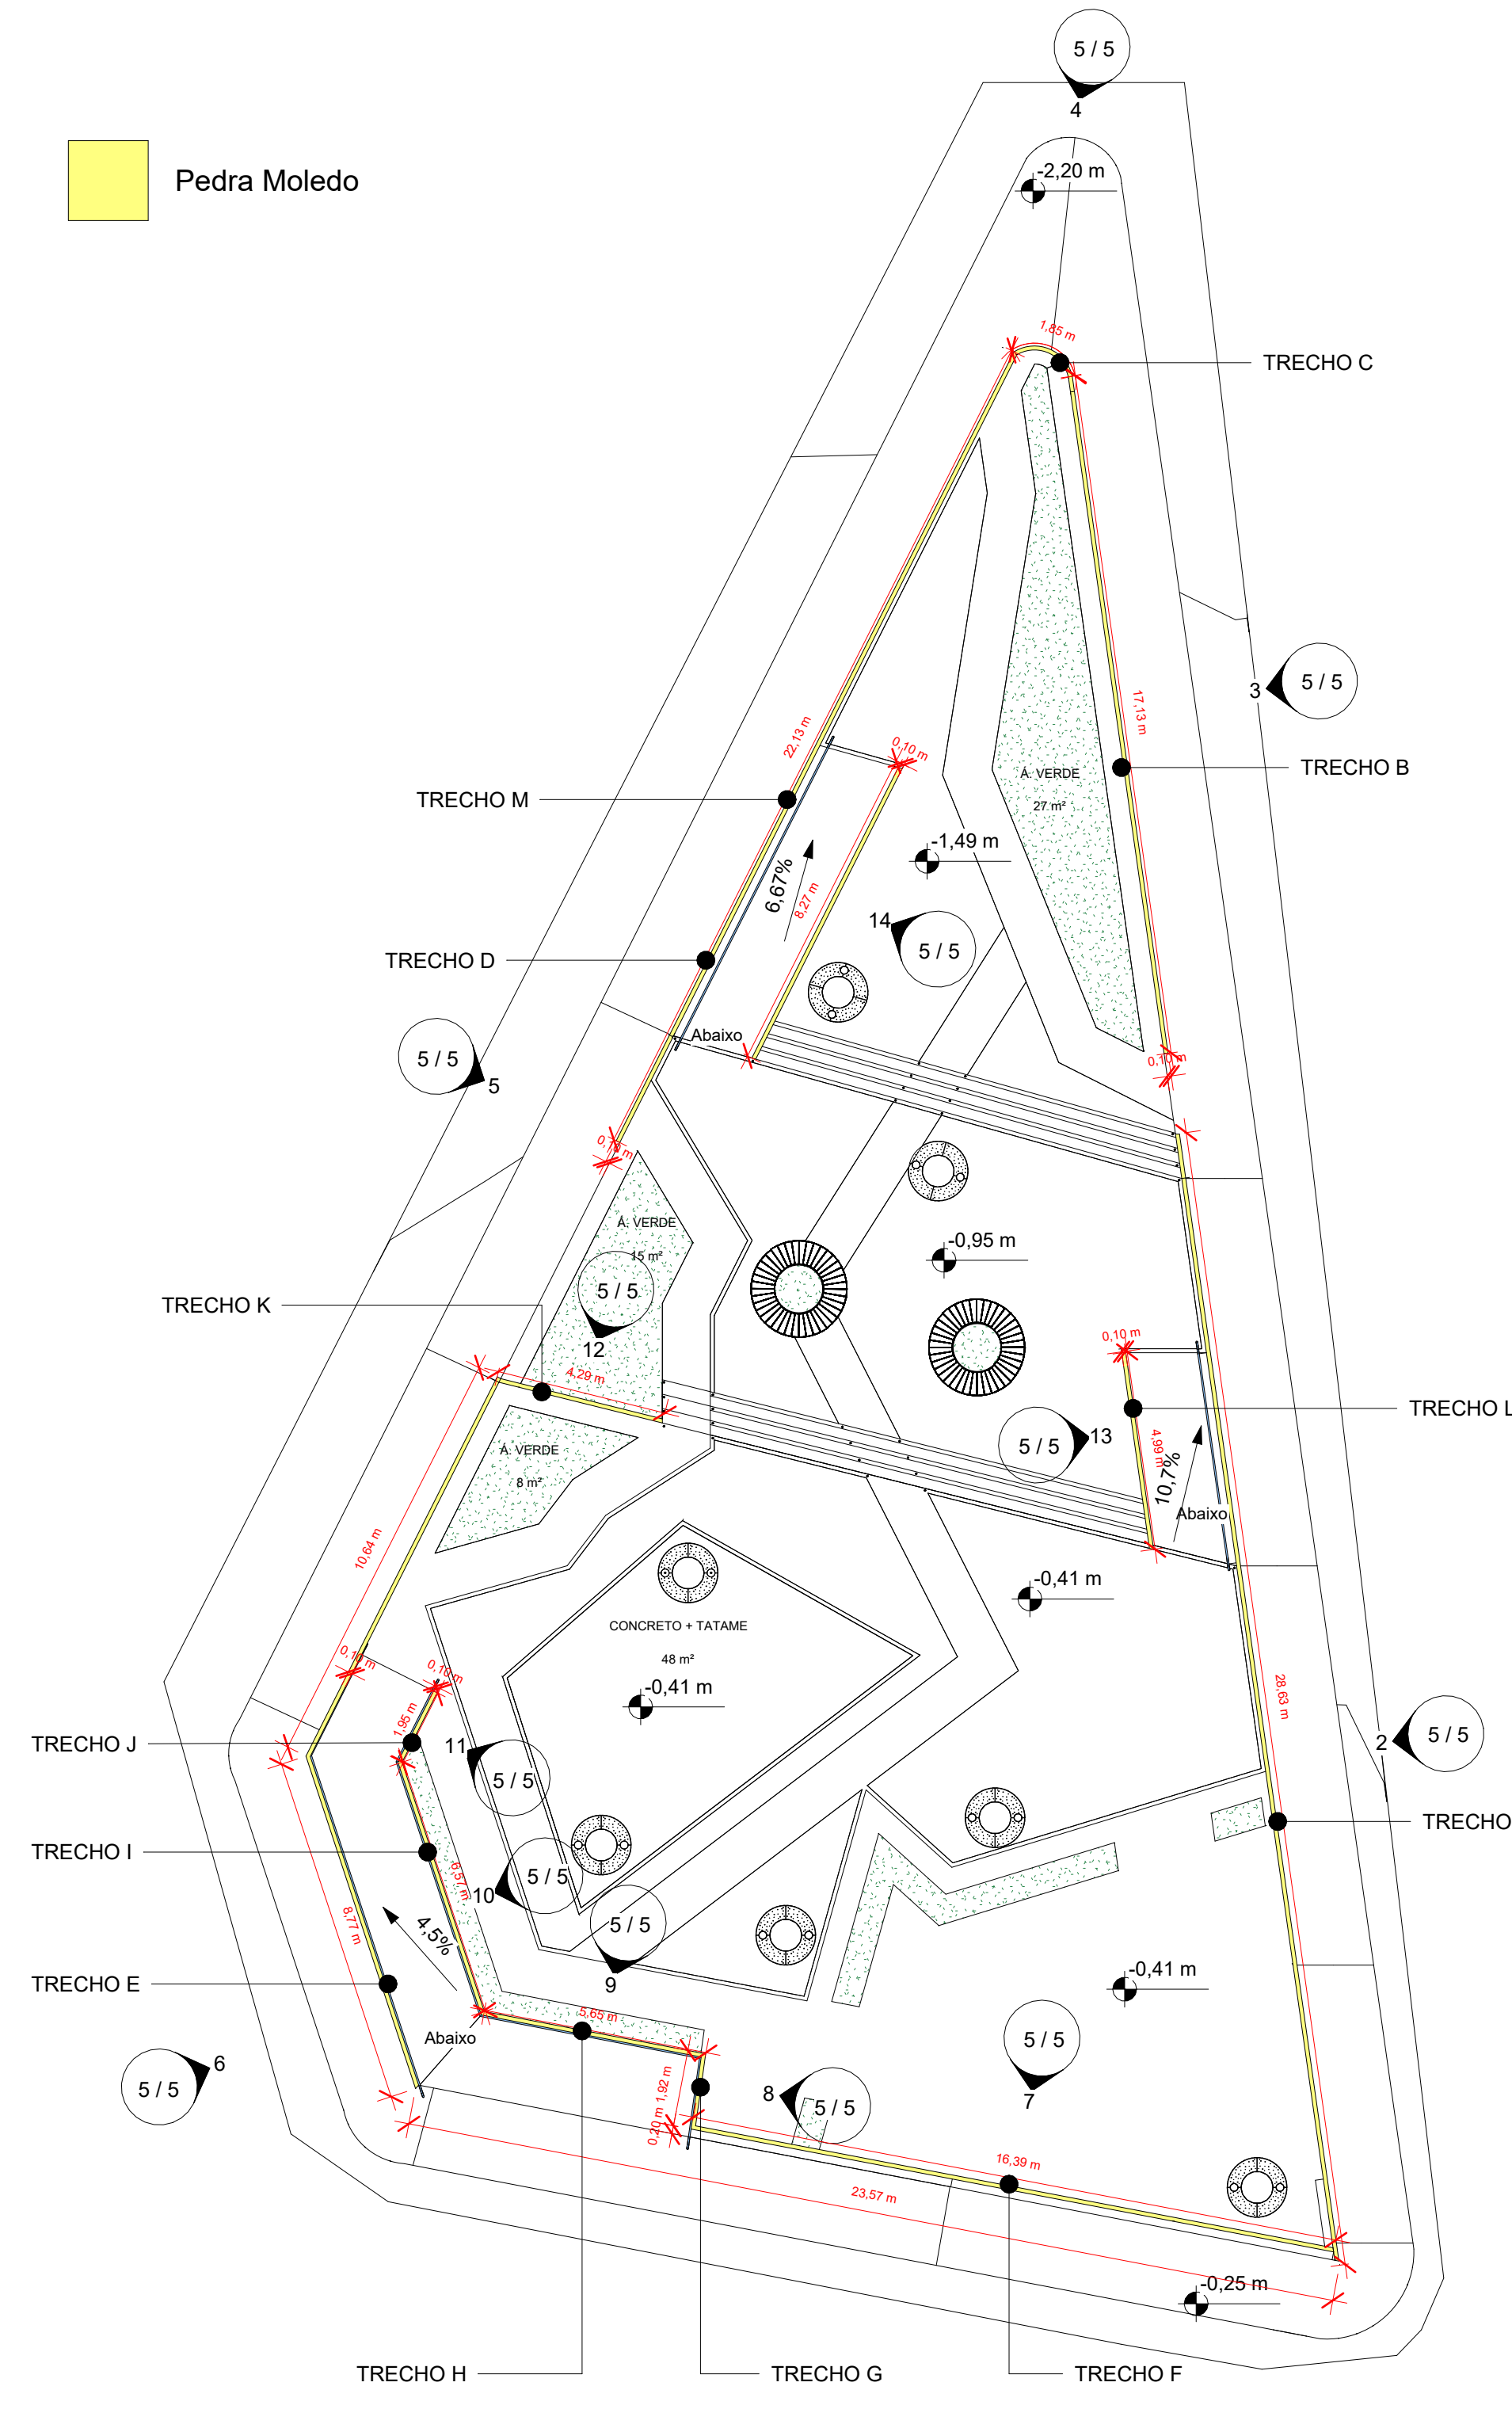 5 / 5
4
Pedra Moledo
-2,20 m
1,85 m
TRECHO C
5 / 5
3
17,13 m
22,13 m
0,10 m
TRECHO B
Á. VERDE
27 m²
TRECHO M
-1,49 m
6,67%
8,27 m
14
5 / 5
TRECHO D
Abaixo
5 / 5
5
0,10 m
0,10 m
Á. VERDE
15 m²
-0,95 m
5 / 5
12
TRECHO K
0,10 m
4,29 m
TRECHO L
13
5 / 5
4,99 m
10,7%
Abaixo
Á. VERDE
8 m²
10,64 m
-0,41 m
CONCRETO + TATAME
48 m²
-0,41 m
0,10 m
0,10 m
28,63 m
1,95 m
TRECHO J
11
5 / 5
2
5 / 5
TRECHO
TRECHO I
6,57 m
10
5 / 5
8,77 m
4,5%
5 / 5
9
-0,41 m
TRECHO E
5,65 m
Abaixo
5 / 5
7
5 / 5
6
1,92 m
0,20 m
8
5 / 5
16,39 m
23,57 m
-0,25 m
TRECHO H
TRECHO G
TRECHO F